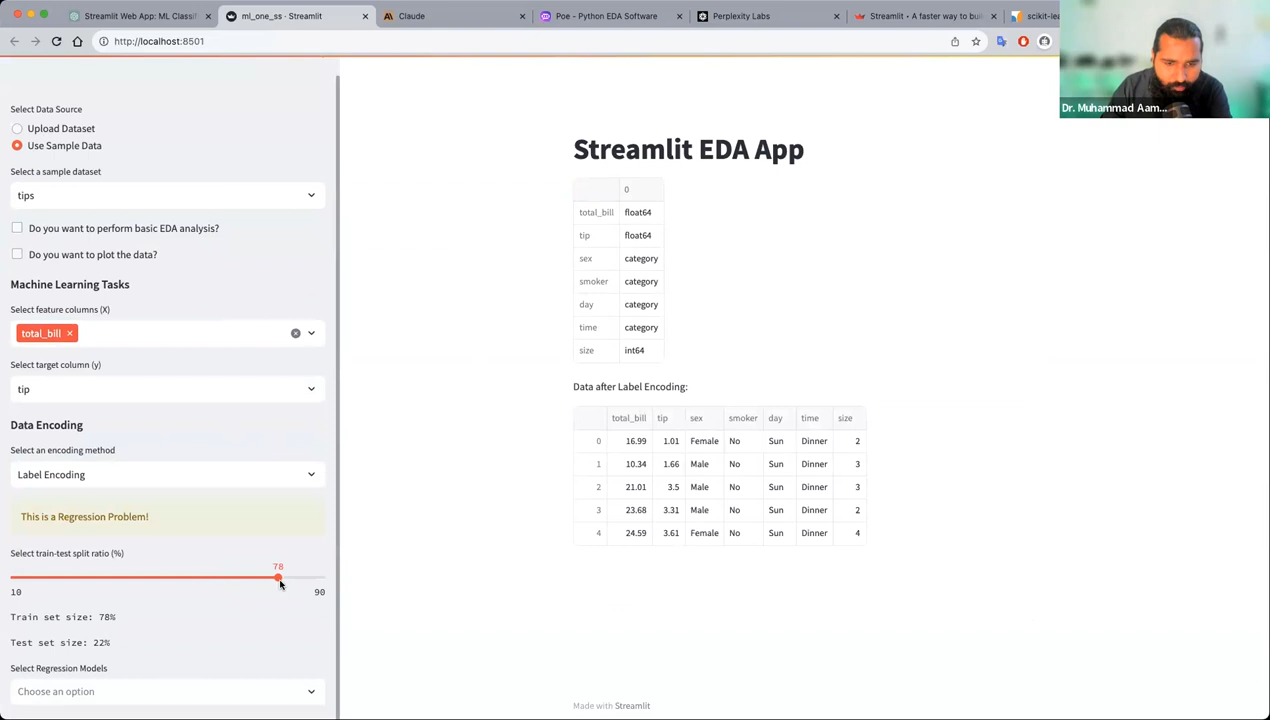 Streamlit Web App: ML Classif
ml_one_ss · Streamlit
Claude
Poe - Python EDA Software
Perplexity Labs
Streamlit • A faster way to buil
scikit-lea
http://localhost:8501
Dr. Muhammad Aam...
Select Data Source
Upload Dataset
Use Sample Data
Select a sample dataset
tips
Do you want to perform basic EDA analysis?
Do you want to plot the data?
Machine Learning Tasks
Select feature columns (X)
total_bill ×
Select target column (y)
tip
Data Encoding
Select an encoding method
Label Encoding
This is a Regression Problem!
Select train-test split ratio (%)
78
10 90
Train set size: 78%
Test set size: 22%
Select Regression Models
Choose an option
Streamlit EDA App
0
total_bill float64
tip float64
sex category
smoker category
day category
time category
size int64
Data after Label Encoding:
total_bill tip sex smoker day time size
0 16.99 1.01 Female No Sun Dinner 2
1 10.34 1.66 Male No Sun Dinner 3
2 21.01 3.5 Male No Sun Dinner 3
3 23.68 3.31 Male No Sun Dinner 2
4 24.59 3.61 Female No Sun Dinner 4
Made with Streamlit